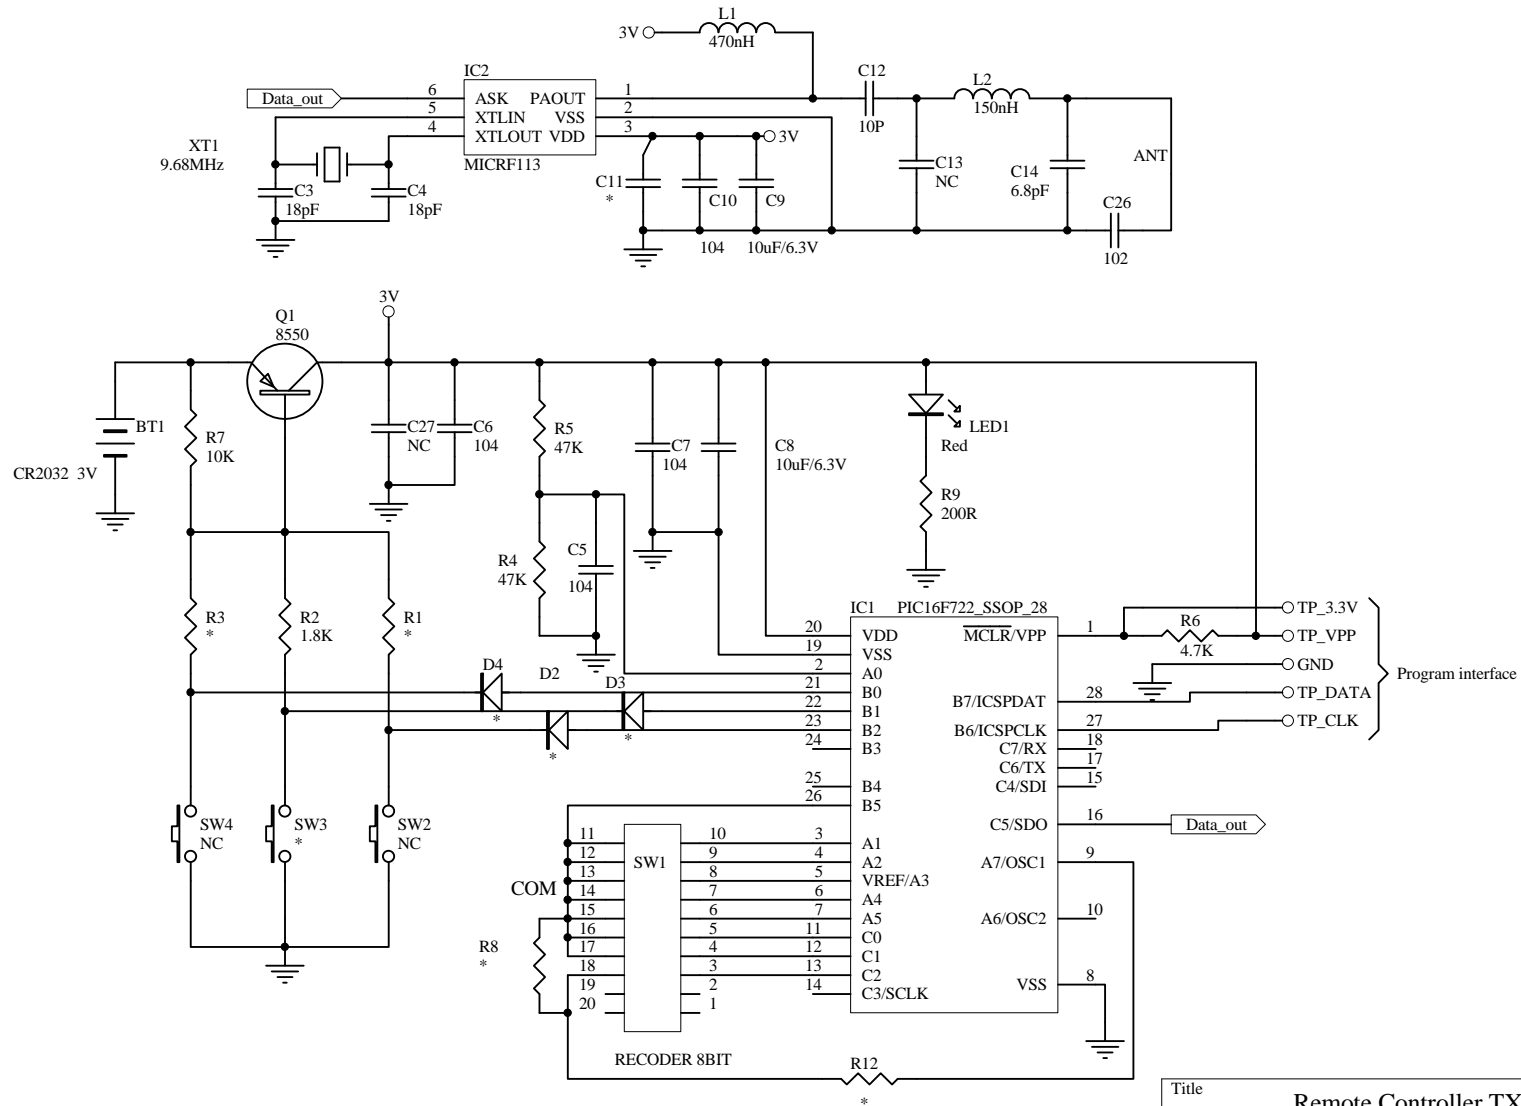 L1
3V
470nH
IC2
C12
L2
Data_out
6
ASK PAOUT
1
5
XTLIN VSS
2
150nH
4
XTLOUT VDD
3
3V
10P
XT1
9.68MHz
MICRF113
C13
NC
C14
6.8pF
ANT
C11
*
C3
18pF
C4
18pF
C10
C9
C26
104
10uF/6.3V
102
3V
Q1
8550
BT1
R7
10K
C27
NC
C6
104
R5
47K
C7
104
C8
10uF/6.3V
LED1
Red
CR2032 3V
R9
200R
R4
47K
C5
104
R3
*
R2
1.8K
R1
*
IC1
PIC16F722_SSOP_28
20
VDD
MCLR/VPP
1
R6
4.7K
TP_3.3V
TP_VPP
GND
TP_DATA
TP_CLK
Program interface
19
VSS
2
A0
D4
*
D2
*
D3
*
21
B0
22
B1
23
B2
24
B3
25
B4
26
B5
B7/ICSPDAT
28
B6/ICSPCLK
27
C7/RX
18
C6/TX
17
C4/SDI
15
C5/SDO
16
Data_out
SW4
NC
SW3
*
SW2
NC
COM
SW1
11
10
3
A1
12
9
4
A2
13
8
5
VREF/A3
14
7
6
A4
15
6
7
A5
16
5
11
C0
17
4
12
C1
18
3
13
C2
19
2
14
C3/SCLK
20
1
A7/OSC1
9
A6/OSC2
10
VSS
8
R8
*
RECODER 8BIT
R12
*
Title
Remote Controller TX